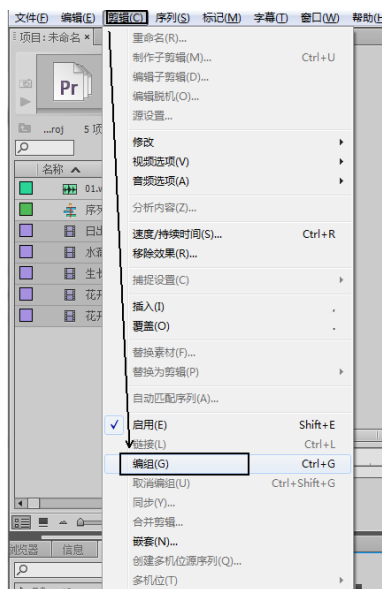 文件(F) 编辑(E) 剪辑(C) 序列(S) 标记(M) 字幕(T) 窗口(W) 帮助(H
项目: 未命名 ×
重命名(R)...
制作子剪辑(M)... Ctrl+U
编辑子剪辑(D)...
编辑脱机(O)...
源设置...
Pr
...roj 5 项
修改
视频选项(V)
音频选项(A)
名称
01.w
分析内容(Z)...
序列
速度/持续时间(S)... Ctrl+R
日出
移除效果(R)...
水
捕捉设置(C)
生长
花开
插入(I) ,
花开
覆盖(O) .
替换素材(F)...
替换为剪辑(P)
自动匹配序列(A)...
✓ 启用(E) Shift+E
链接(L) Ctrl+L
编组(G) Ctrl+G
取消编组(U) Ctrl+Shift+G
同步(Y)...
合并剪辑...
浏览器 信息
嵌套(N)...
创建多机位源序列(Q)...
多机位(T)